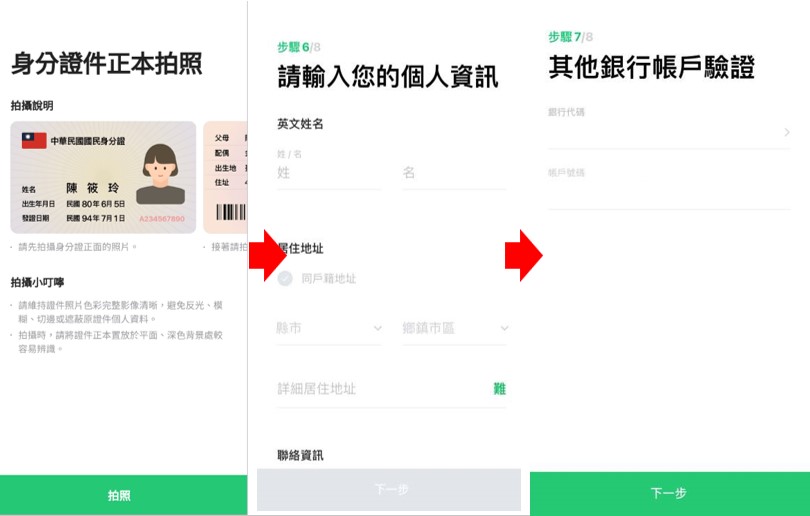 身分證件正本拍照
拍攝說明
中華民國國民身分證
姓名 陳 筱 玲
出生年月日 民國 80 年 6 月 5 日
發證日期 民國 94 年 7 月 1 日
A234567890
父母
配偶
出生地
住址
· 請先拍攝身分證正面的照片。
· 接著請拍
拍攝小叮嚀
· 請維持證件照片色彩完整影像清晰，避免反光、模
糊、切邊或遮蔽原證件個人資料。
· 拍攝時，請將證件正本置放於平面、深色背景處較
容易辨識。
拍照
步驟 6/8
請輸入您的個人資訊
英文姓名
姓 / 名
姓
名
居住地址
同戶籍地址
縣市
鄉鎮市區
詳細居住地址
難
聯絡資訊
下一步
步驟 7/8
其他銀行帳戶驗證
銀行代碼
帳戶號碼
下一步